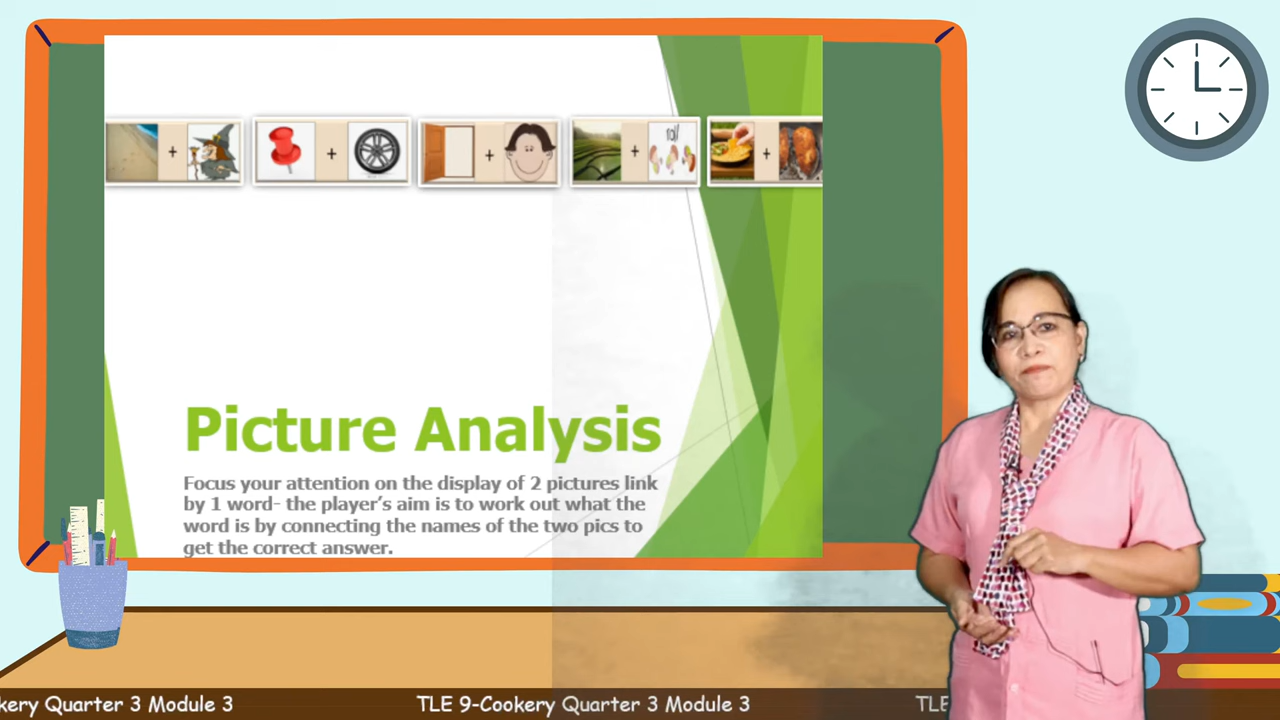 + + + + +
Picture Analysis
Focus your attention on the display of 2 pictures link
by 1 word- the player's aim is to work out what the
word is by connecting the names of the two pics to
get the correct answer.
kery Quarter 3 Module 3 TLE 9-Cookery Quarter 3 Module 3 TLE